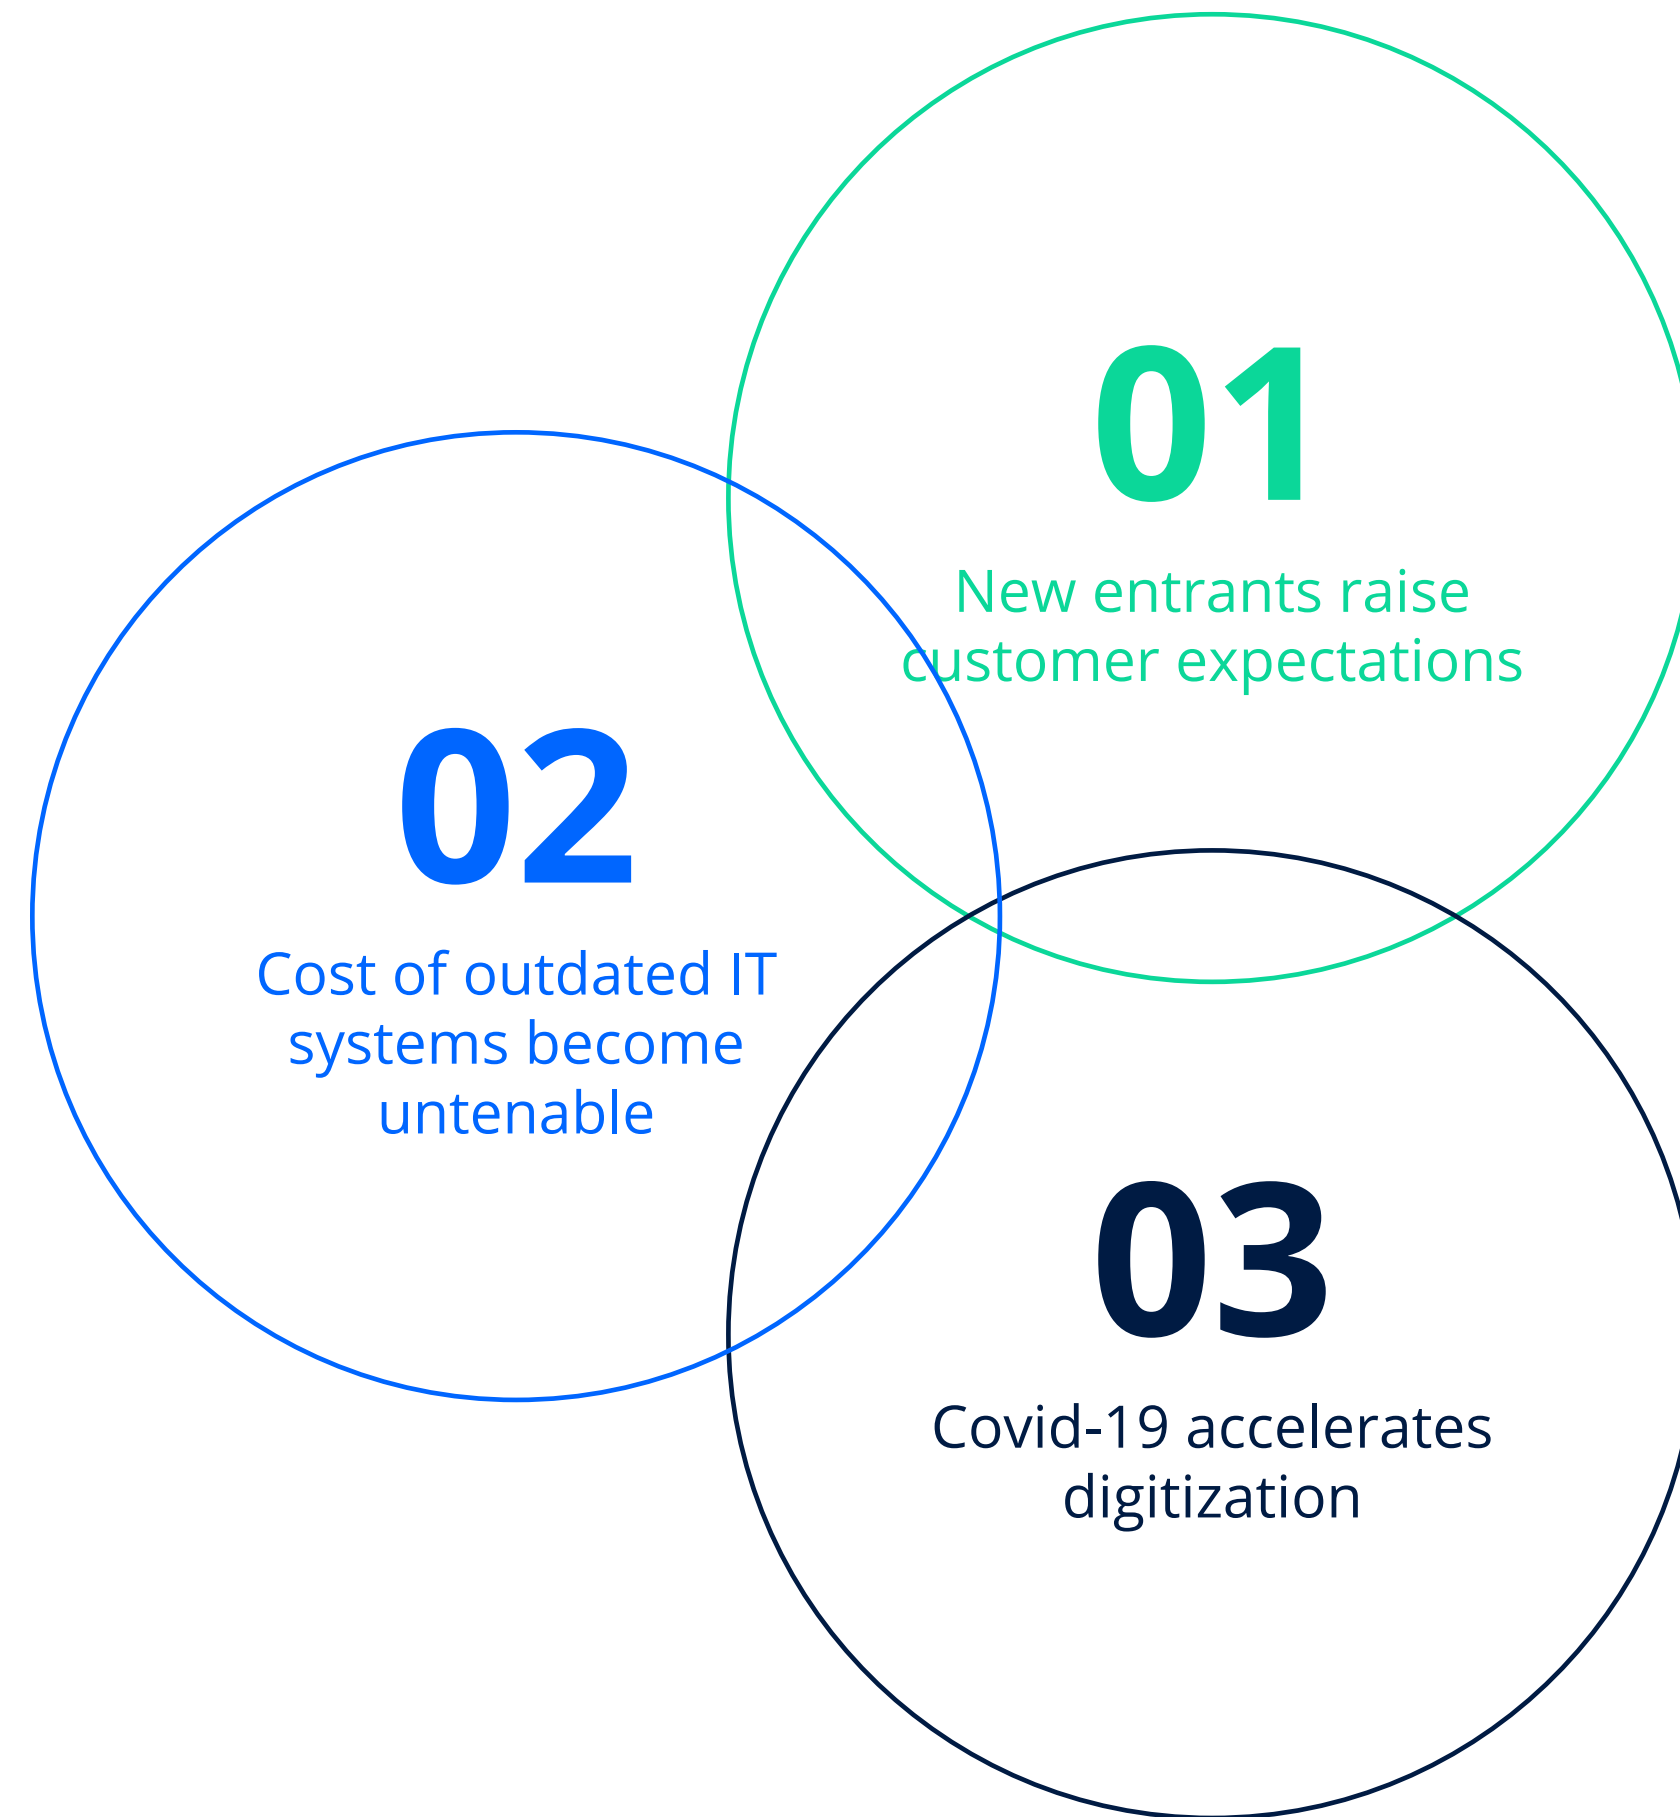 01
New entrants raise
customer expectations
02
Cost of outdated IT
systems become
untenable
03
Covid-19 accelerates
digitization